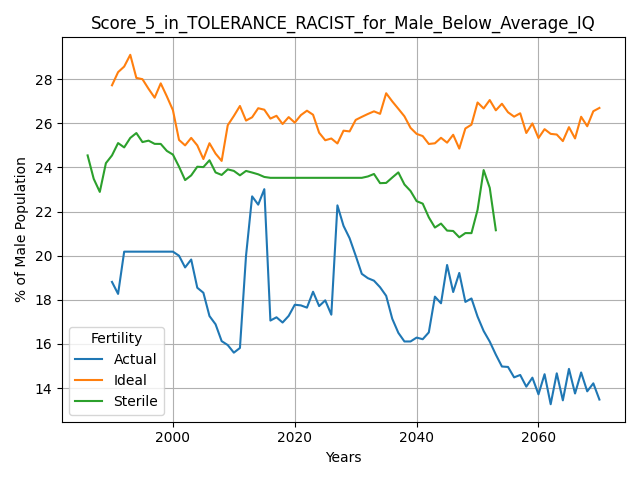 Score_5_in_TOLERANCE_RACIST_for_Male_Below_Average_IQ
% of Male Population
28
26
24
22
20
18
16
14
Fertility
Actual
Ideal
Sterile
2000
2020
2040
2060
Years